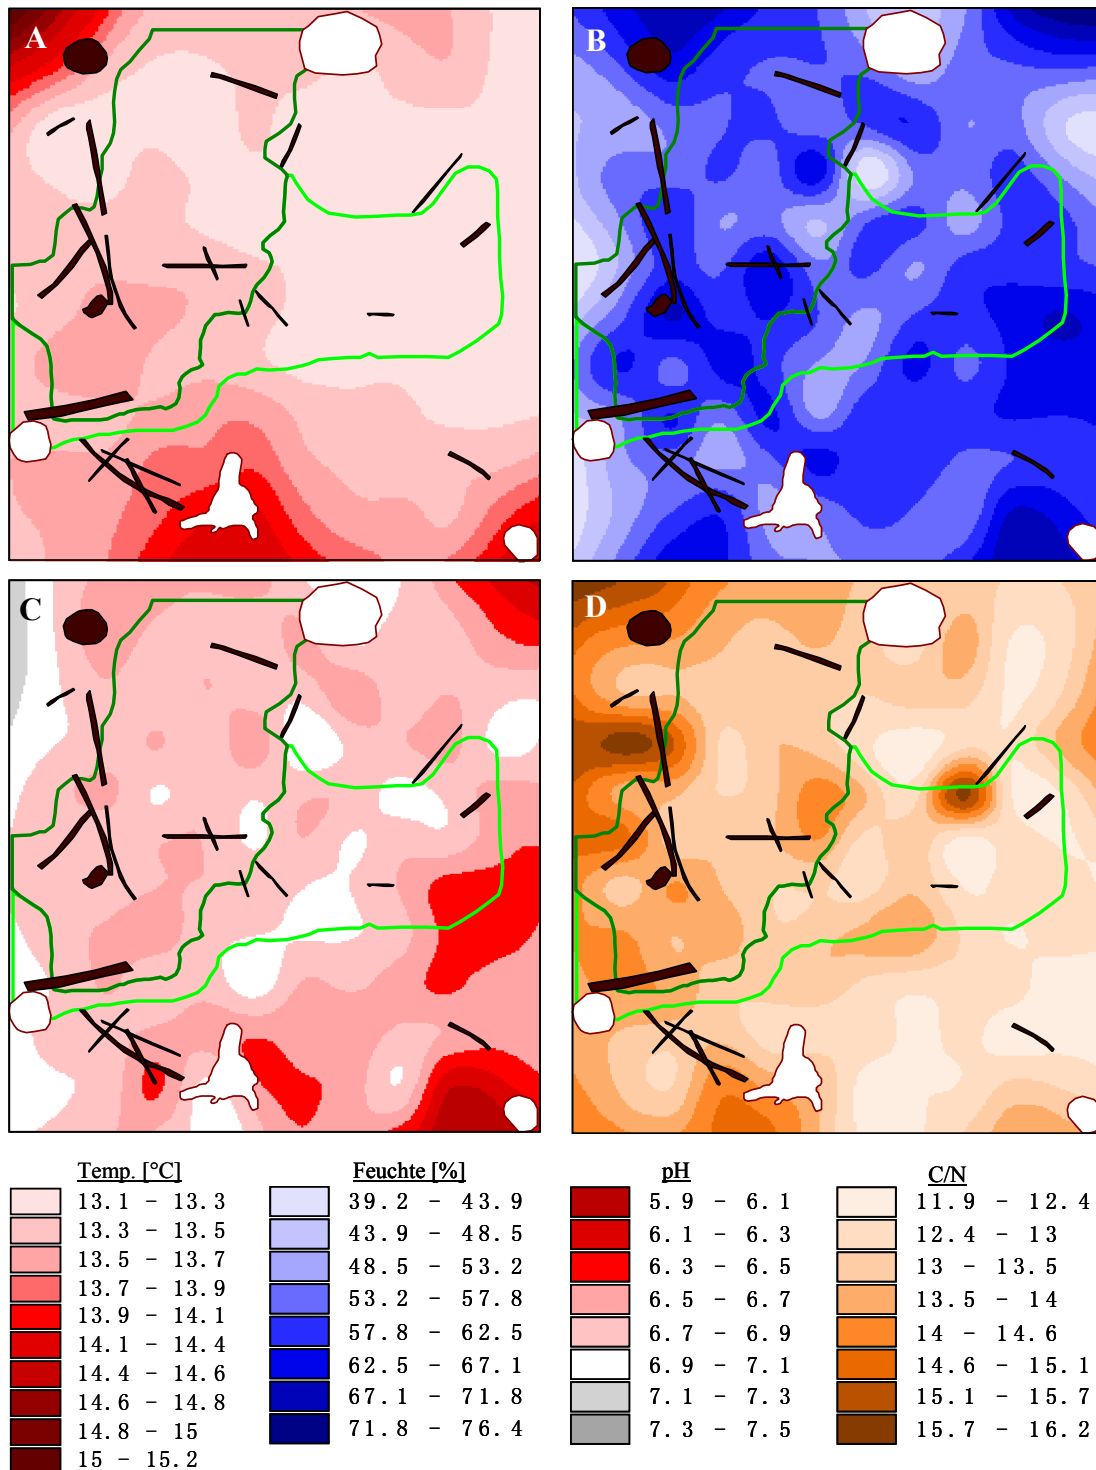 A
B
C
D
Temp. [°C]
13.1 - 13.3
13.3 - 13.5
13.5 - 13.7
13.7 - 13.9
13.9 - 14.1
14.1 - 14.4
14.4 - 14.6
14.6 - 14.8
14.8 - 15
15 - 15.2
Feuchte [%]
39.2 - 43.9
43.9 - 48.5
48.5 - 53.2
53.2 - 57.8
57.8 - 62.5
62.5 - 67.1
67.1 - 71.8
71.8 - 76.4
pH
5.9 - 6.1
6.1 - 6.3
6.3 - 6.5
6.5 - 6.7
6.7 - 6.9
6.9 - 7.1
7.1 - 7.3
7.3 - 7.5
C/N
11.9 - 12.4
12.4 - 13
13 - 13.5
13.5 - 14
14 - 14.6
14.6 - 15.1
15.1 - 15.7
15.7 - 16.2